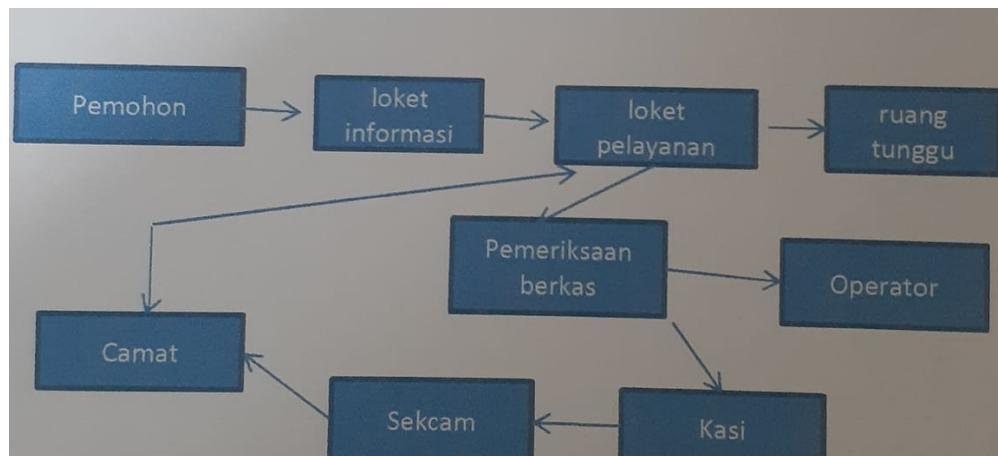 Pemohon
loket
informasi
loket
pelayanan
ruang
tunggu
Pemeriksaan
berkas
Operator
Camat
Sekcam
Kasi